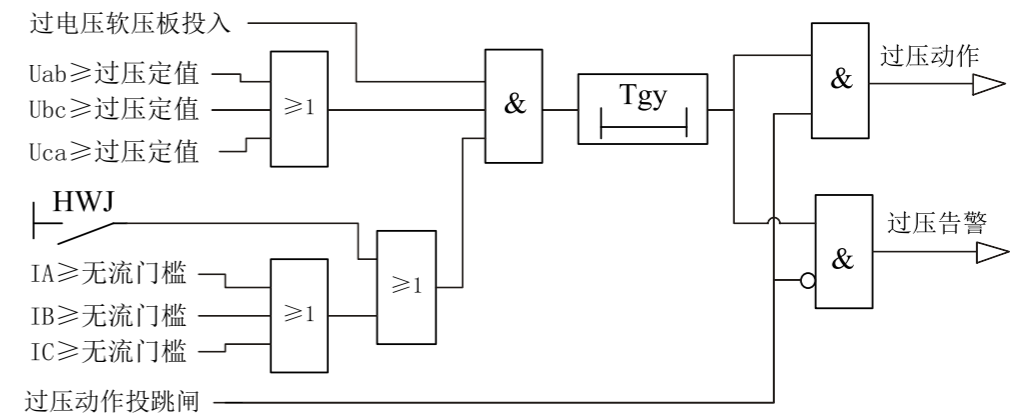 过电压软压板投入
Uab≥过压定值
Ubc≥过压定值
Uca≥过压定值
≥1
&
Tgy
&
过压动作
HWJ
IA≥无流门槛
IB≥无流门槛
IC≥无流门槛
≥1
≥1
&
过压告警
过压动作投跳闸